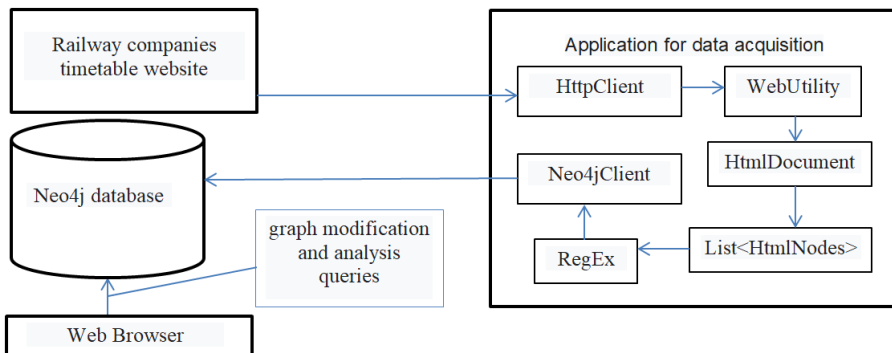 Railway companies
timetable website
Neo4j database
graph modification
and analysis
queries
Web Browser
Application for data acquisition
HttpClient
WebUtility
HtmlDocument
List<HtmlNodes>
RegEx
Neo4jClient